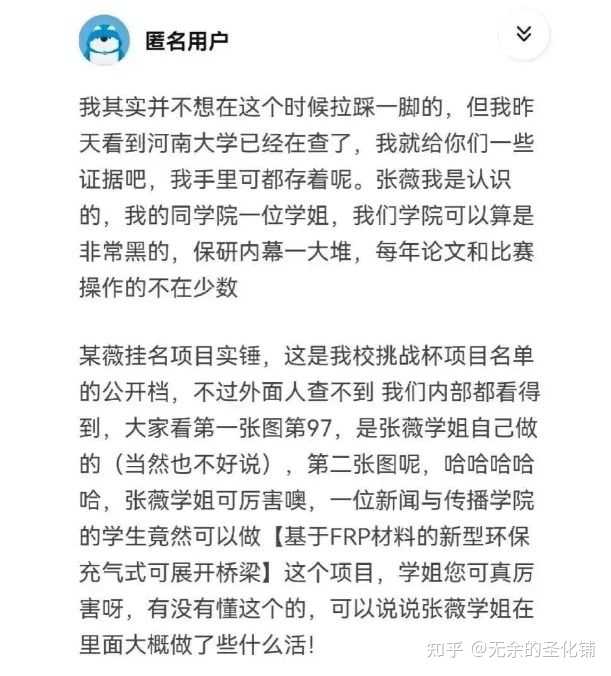 匿名用户
我其实并不想在这个时候拉踩一脚的，但我昨
天看到河南大学已经在查了，我就给你们一些
证据吧，我手里可都存着呢。张薇我是认识
的，我的同学院一位学姐，我们学院可以算是
非常黑的，保研内幕一大堆，每年论文和比赛
操作的不在少数
某薇挂名项目实锤，这是我校挑战杯项目名单
的公开档，不过外面人查不到 我们内部都看得
到，大家看第一张图第97，是张薇学姐自己做
的（当然也不好说），第二张图呢，哈哈哈哈
哈，张薇学姐可厉害噢，一位新闻与传播学院
的学生竟然可以做【基于FRP材料的新型环保
充气式可展开桥梁】这个项目，学姐您可真厉
害呀，有没有懂这个的，可以说说张薇学姐在
里面大概做了些什么活！
知乎 @无余的圣化铺